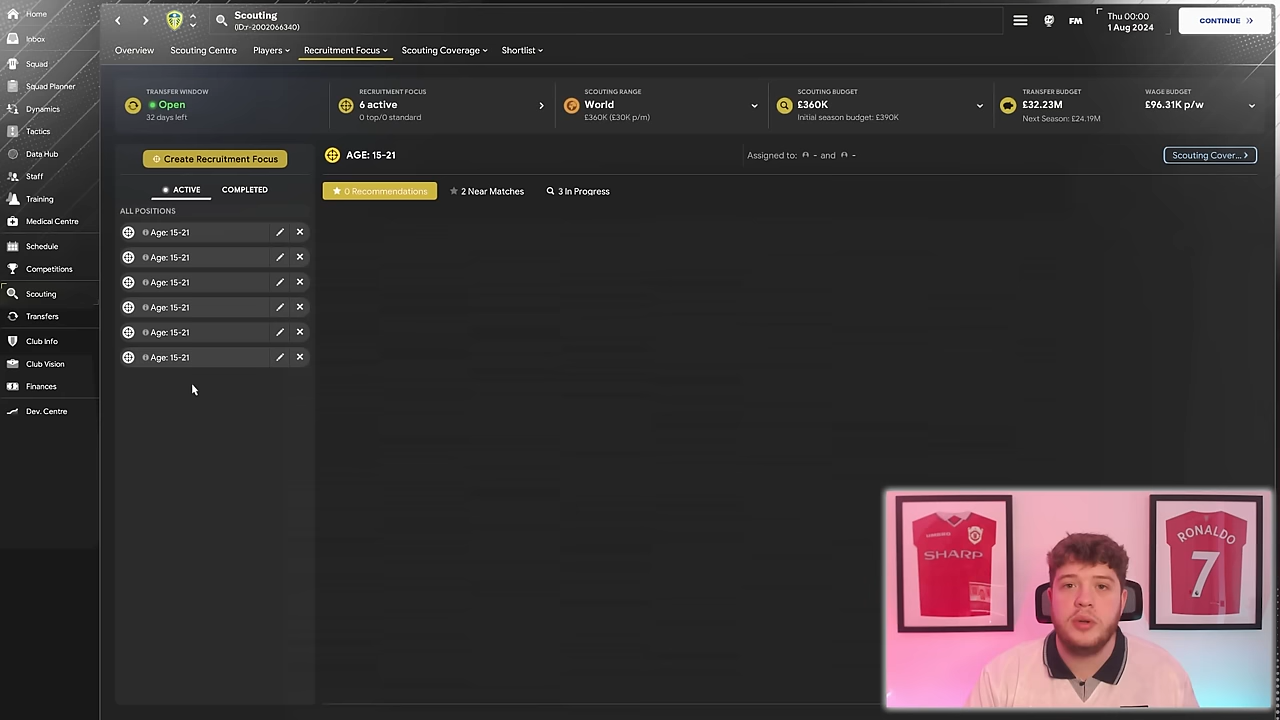 Home
Inbox
Squad
Squad Planner
Dynamics
Tactics
Data Hub
Staff
Training
Medical Centre
Schedule
Competitions
Scouting
Transfers
Club Info
Club Vision
Finances
Dev. Centre
Scouting
(ID:r-2002066340)
FM
Thu 00:00
1 Aug 2024
CONTINUE
Overview
Scouting Centre
Players
Recruitment Focus
Scouting Coverage
Shortlist
TRANSFER WINDOW
Open
32 days left
RECRUITMENT FOCUS
6 active
0 top/0 standard
SCOUTING RANGE
World
£360K (£30K p/m)
SCOUTING BUDGET
£360K
Initial season budget: £390K
TRANSFER BUDGET
£32.23M
Next Season: £24.19M
WAGE BUDGET
£96.31K p/w
Create Recruitment Focus
ACTIVE
COMPLETED
ALL POSITIONS
Age: 15-21
Age: 15-21
Age: 15-21
Age: 15-21
Age: 15-21
Age: 15-21
AGE: 15-21
Assigned to: - and -
Scouting Cover...
0 Recommendations
2 Near Matches
3 In Progress
SHARP
RONALDO
7